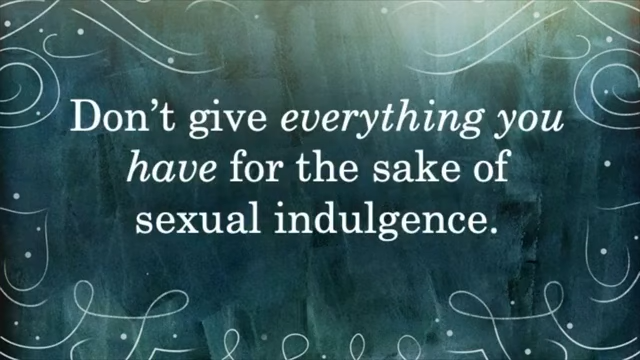 Don’t give everything you
have for the sake of
sexual indulgence.